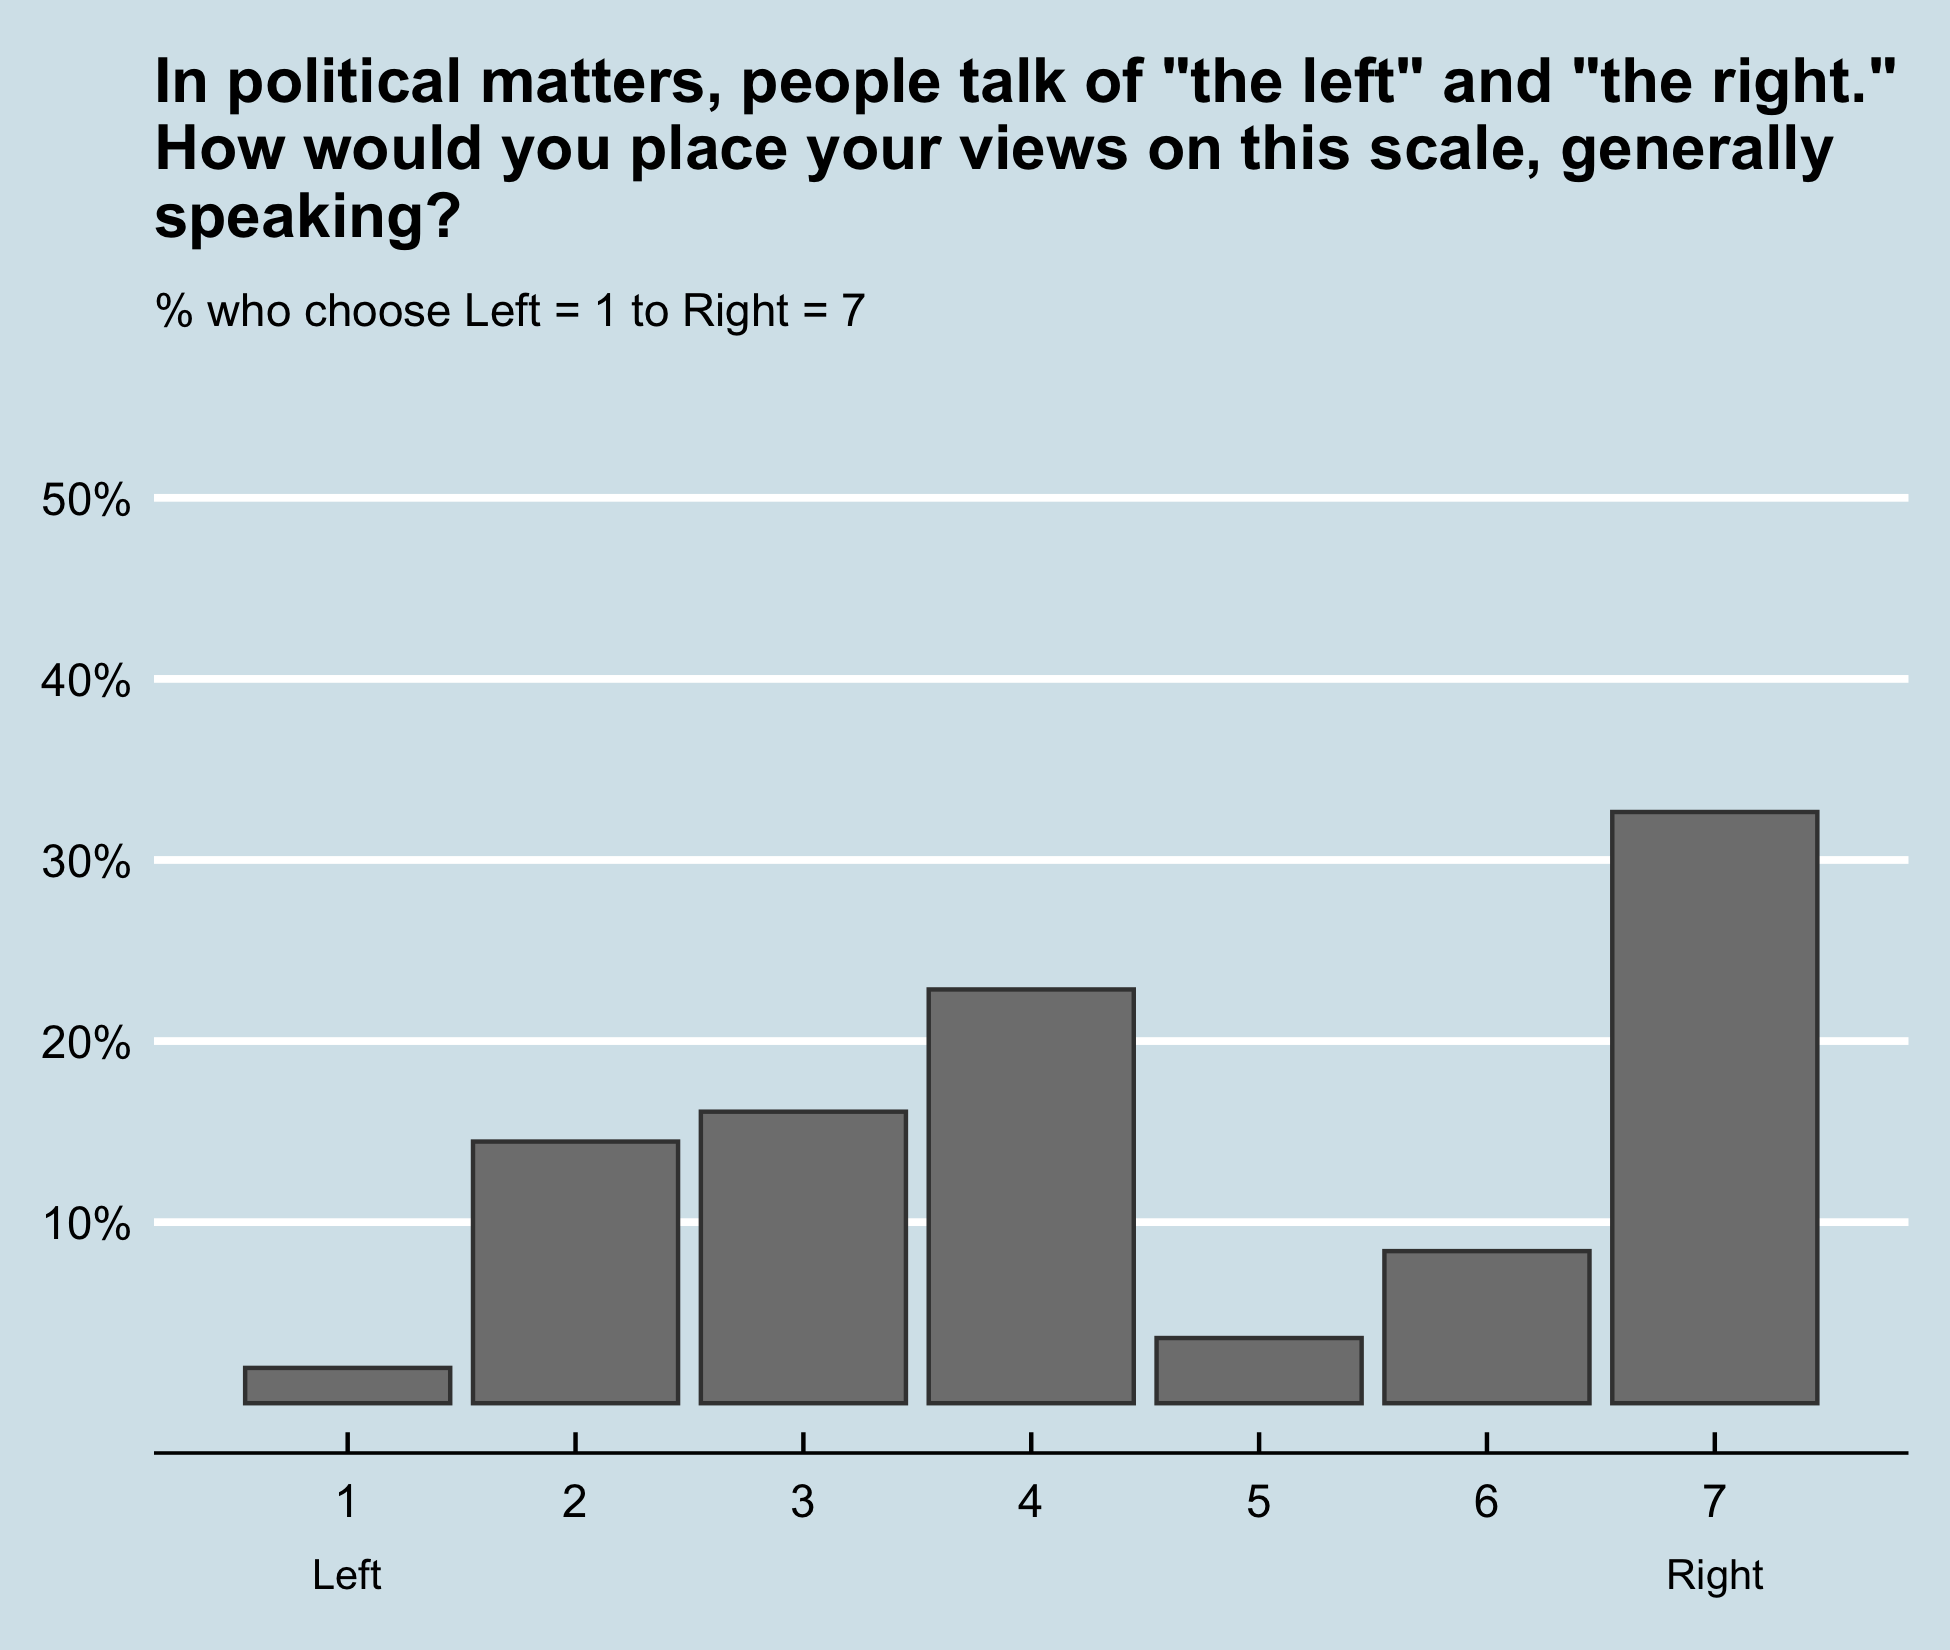 In political matters, people talk of "the left" and "the right."
How would you place your views on this scale, generally
speaking?
% who choose Left = 1 to Right = 7
50%
40%
30%
20%
10%
1 2 3 4 5 6 7
Left Right